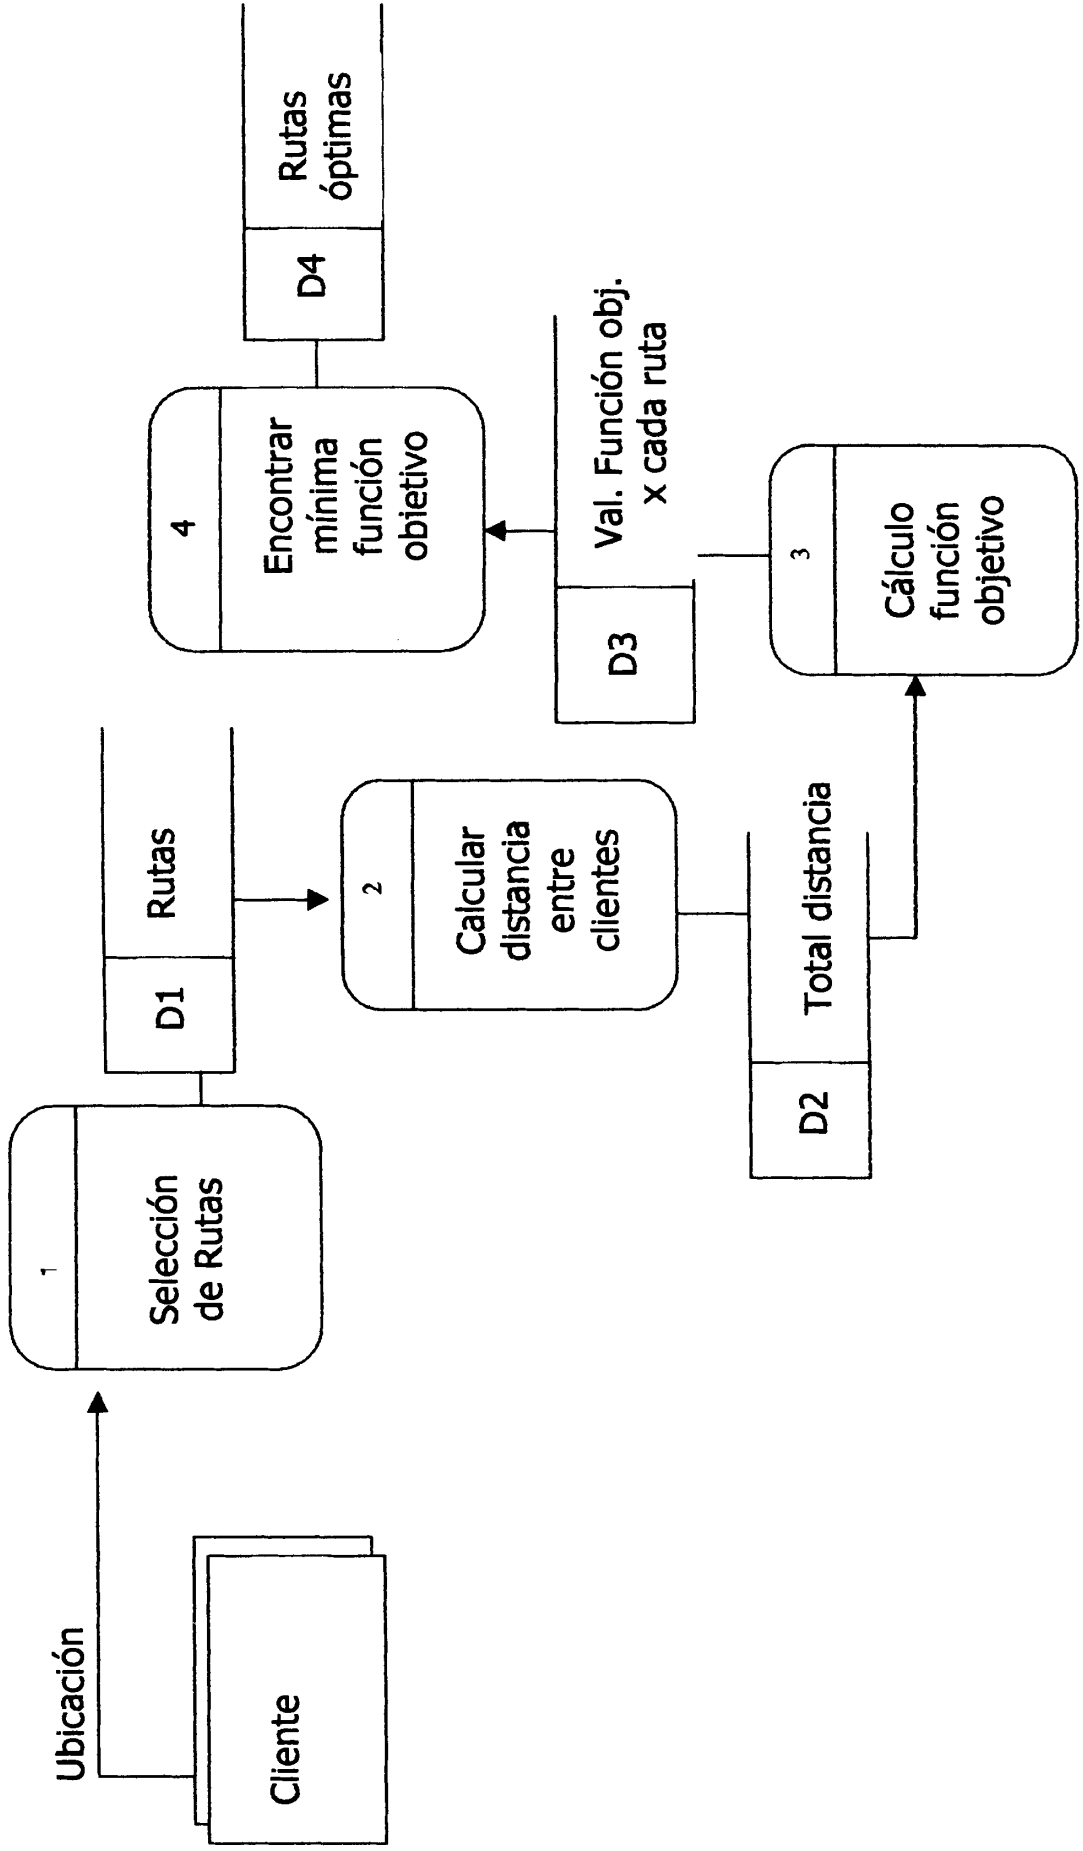 Ubicación
Cliente
1
Selección
de Rutas
D1
Rutas
2
Calcular
distancia
entre
clientes
D2
Total distancia
3
Cálculo
función
objetivo
D3
Val. Función obj.
x cada ruta
4
Encontrar
mínima
función
objetivo
D4
Rutas
óptimas